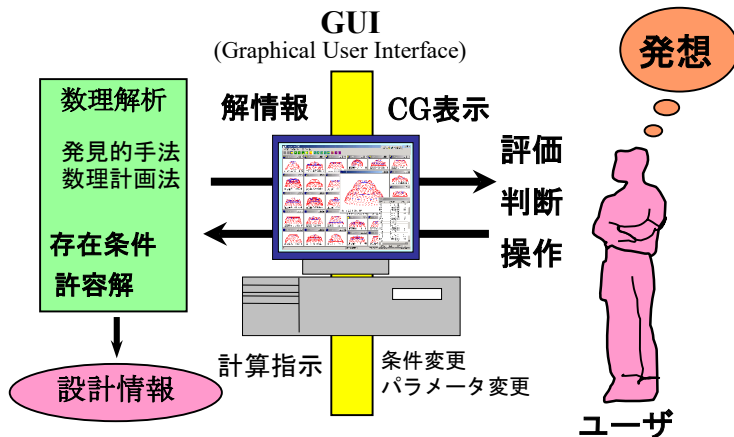 GUI
(Graphical User Interface)
発想
数理解析
発見的手法
数理計画法
存在条件
許容解
設計情報
解情報
CG表示
評価
判断
操作
計算指示
条件変更
パラメータ変更
ユーザ